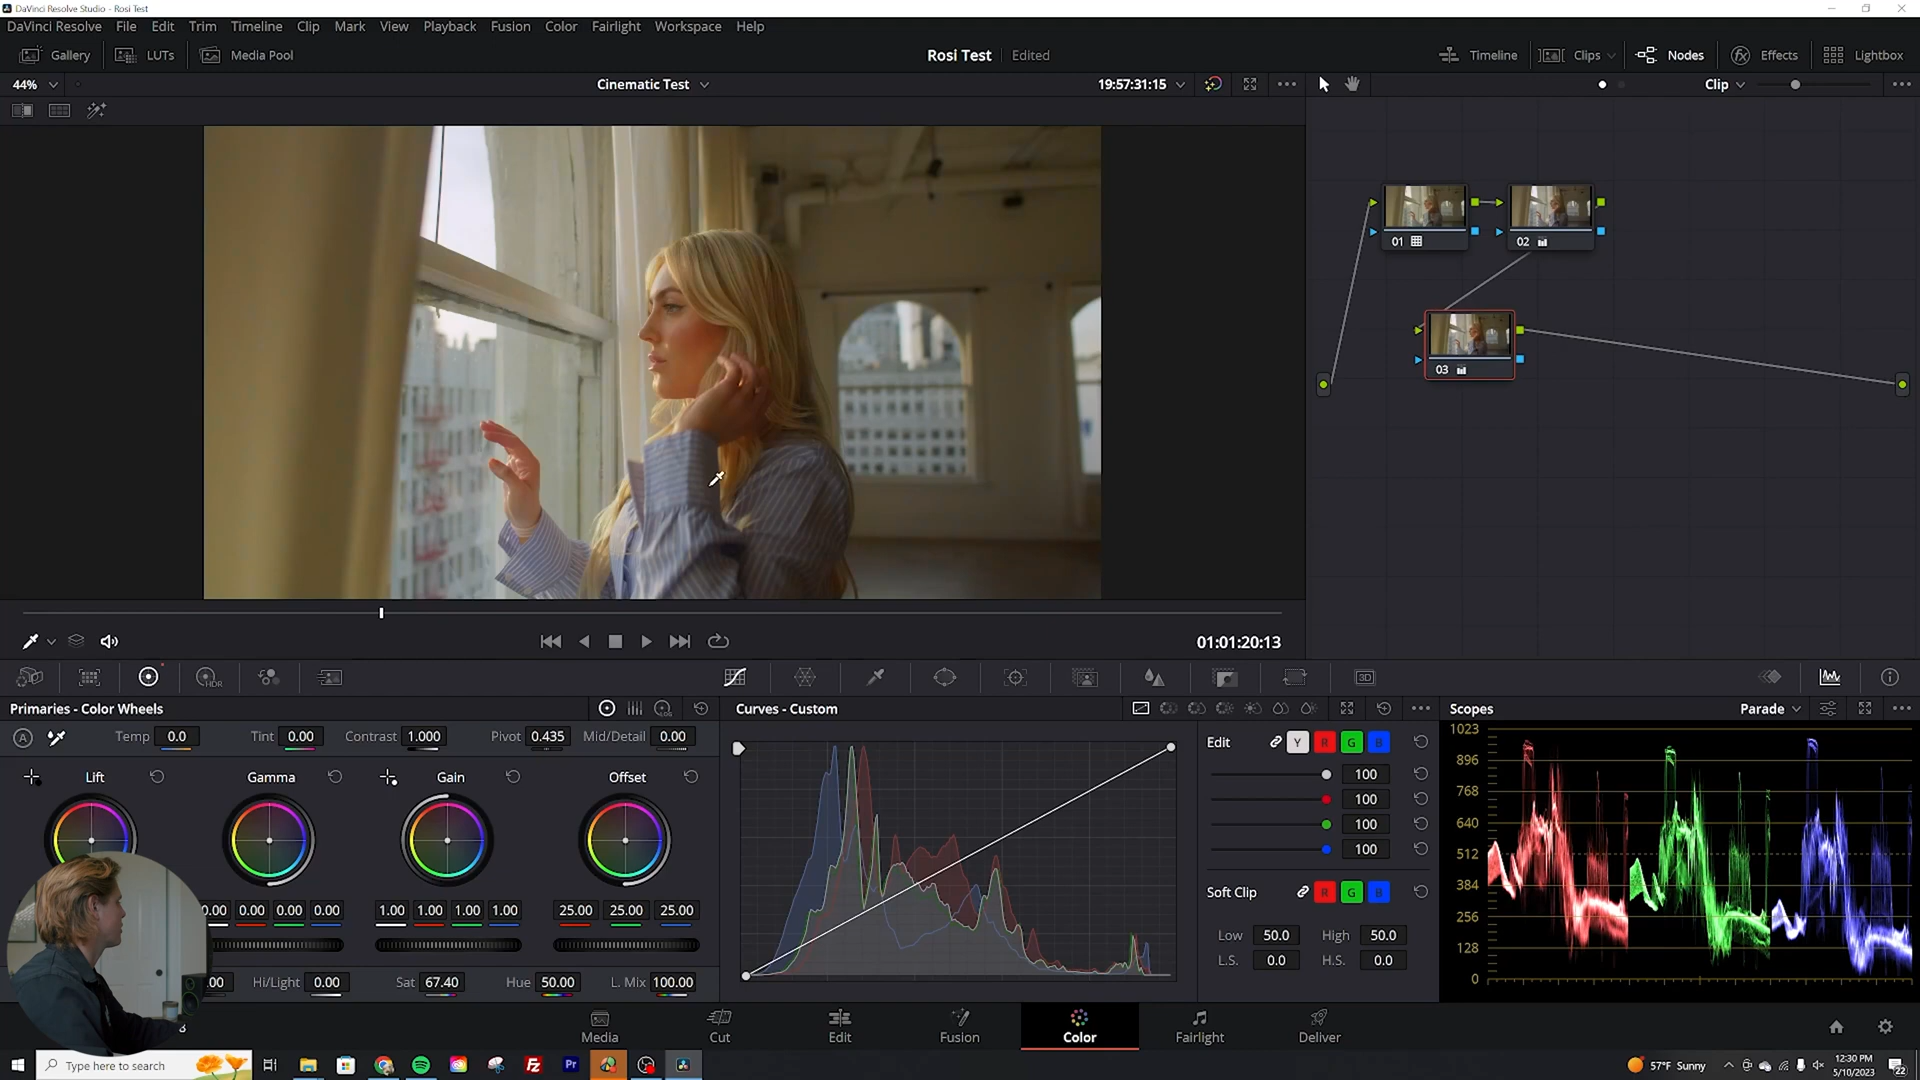 DaVinci Resolve Studio - Rosi Test
DaVinci Resolve File Edit Trim Timeline Clip Mark View Playback Fusion Color Fairlight Workspace Help
Gallery LUTs Media Pool Rosi Test Edited Timeline Clips Nodes Effects Lightbox
44% Cinematic Test 19:57:31:15 Clip
01 02
03
01:01:20:13
HDR 3D
Primaries - Color Wheels Curves - Custom Scopes Parade
A Temp 0.0 Tint 0.00 Contrast 1.000 Pivot 0.435 Mid/Detail 0.00 Edit Y R G B
Lift Gamma Gain Offset
100
100
100
100
Soft Clip R G B
0.00 0.00 0.00 0.00 1.00 1.00 1.00 1.00 25.00 25.00 25.00
Low 50.0 High 50.0
L.S. 0.0 H.S. 0.0
.00 Hi/Light 0.00 Sat 67.40 Hue 50.00 L. Mix 100.00
1023
896
768
640
512
384
256
128
0
Media Cut Edit Fusion Color Fairlight Deliver
Type here to search Fz Pr 57°F Sunny 12:30 PM
5/10/2023 22